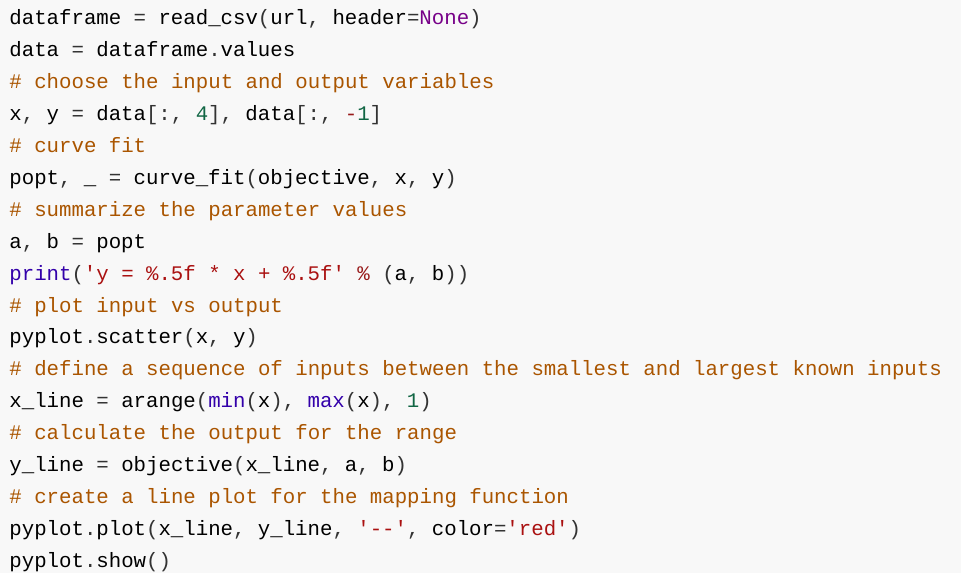 dataframe = read_csv(url, header=None)
data = dataframe.values
# choose the input and output variables
x, y = data[:, 4], data[:, -1]
# curve fit
popt, _ = curve_fit(objective, x, y)
# summarize the parameter values
a, b = popt
print('y = %.5f * x + %.5f' % (a, b))
# plot input vs output
pyplot.scatter(x, y)
# define a sequence of inputs between the smallest and largest known inputs
x_line = arange(min(x), max(x), 1)
# calculate the output for the range
y_line = objective(x_line, a, b)
# create a line plot for the mapping function
pyplot.plot(x_line, y_line, '--', color='red')
pyplot.show()